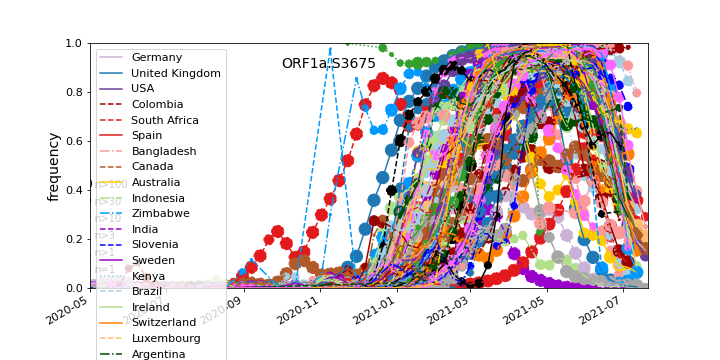 ORF1a:S3675
frequency
1.0
0.8
0.6
0.4
0.2
0.0
2020-05
2020-09
2020-11
2021-01
2021-03
2021-05
2021-07
n>100
n>30
n>10
n>3
n>1
n=1
Germany
United Kingdom
USA
Colombia
South Africa
Spain
Bangladesh
Canada
Australia
Indonesia
Zimbabwe
India
Slovenia
Sweden
Kenya
Brazil
Ireland
Switzerland
Luxembourg
Argentina